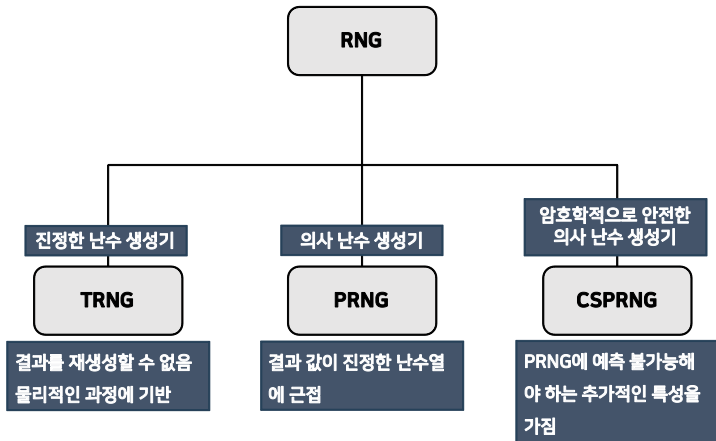 RNG
진정한 난수 생성기
의사 난수 생성기
암호학적으로 안전한
의사 난수 생성기
TRNG
PRNG
CSPRNG
결과를 재생성할 수 없음
물리적인 과정에 기반
결과 값이 진정한 난수열
에 근접
PRNG에 예측 불가능해
야 하는 추가적인 특성을
가짐